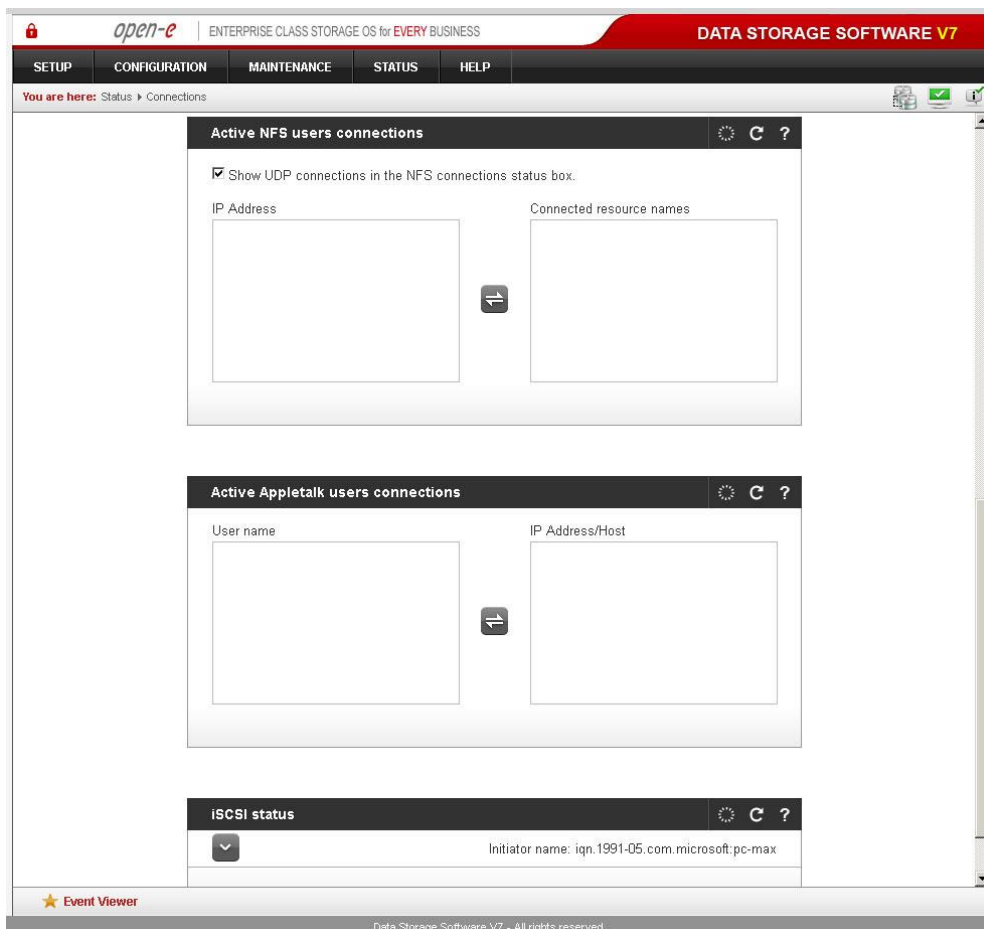 open-e ENTERPRISE CLASS STORAGE OS for EVERY BUSINESS DATA STORAGE SOFTWARE V7
SETUP CONFIGURATION MAINTENANCE STATUS HELP
You are here: Status Connections
Active NFS users connections ?
Show UDP connections in the NFS connections status box.
IP Address Connected resource names
Active Appletalk users connections ?
User name IP Address/Host
iSCSI status ?
Initiator name: iqn.1991-05.com.microsoft:pc-max
Event Viewer
Data Storage Software V7 - All rights reserved